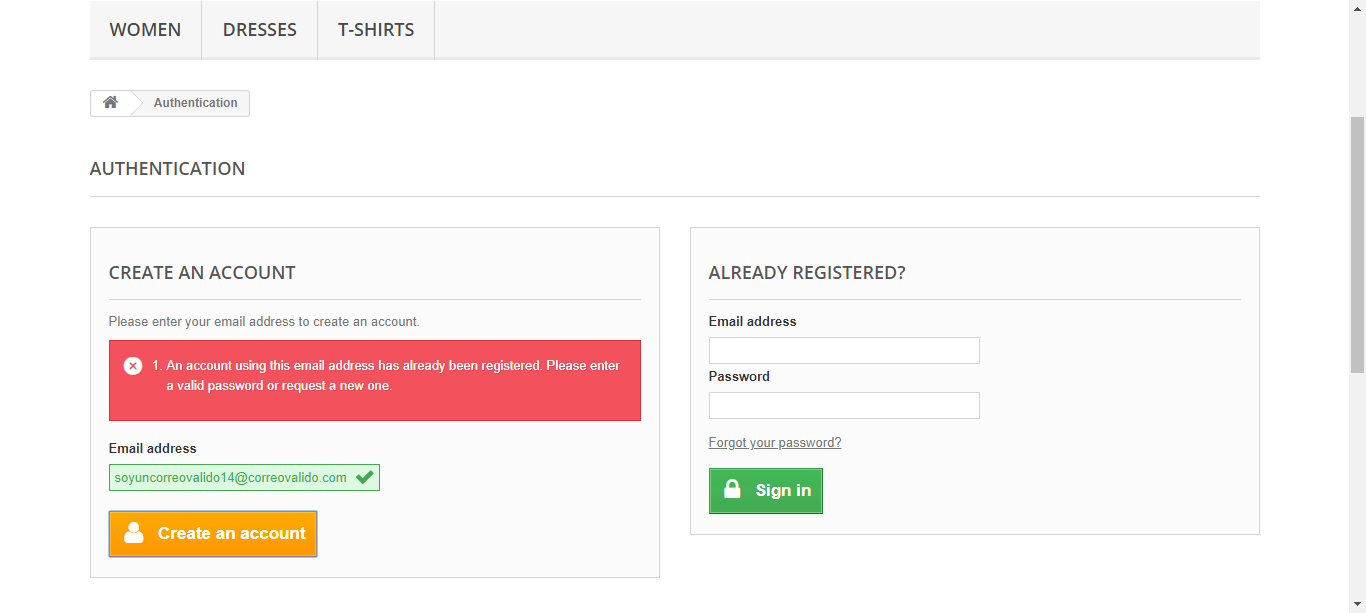 WOMEN DRESSES T-SHIRTS
Authentication
AUTHENTICATION
CREATE AN ACCOUNT
Please enter your email address to create an account.
1. An account using this email address has already been registered. Please enter
a valid password or request a new one.
Email address
soyuncorreovalido14@correovalido.com
Create an account
ALREADY REGISTERED?
Email address
Password
Forgot your password?
Sign in